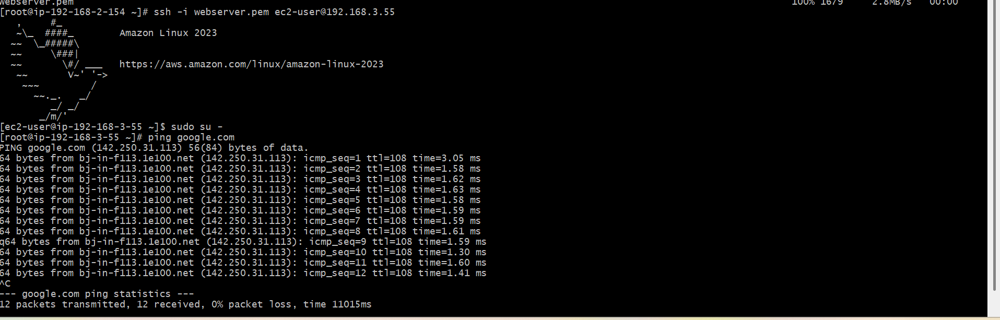 webserver.pem 100% 1679 2.8MB/s 00:00
[root@ip-192-168-2-154 ~]# ssh -i webserver.pem ec2-user@192.168.3.55
   ,     #_
   ~\_  ####_        Amazon Linux 2023
  ~~  \_#####\
  ~~     \###|
  ~~       \#/ ___   https://aws.amazon.com/linux/amazon-linux-2023
   ~~       V~' '->
    ~~~         /
      ~~._.   _/
         _/ _/
       _/m/'
[ec2-user@ip-192-168-3-55 ~]$ sudo su -
[root@ip-192-168-3-55 ~]# ping google.com
PING google.com (142.250.31.113) 56(84) bytes of data.
64 bytes from bj-in-f113.1e100.net (142.250.31.113): icmp_seq=1 ttl=108 time=3.05 ms
64 bytes from bj-in-f113.1e100.net (142.250.31.113): icmp_seq=2 ttl=108 time=1.58 ms
64 bytes from bj-in-f113.1e100.net (142.250.31.113): icmp_seq=3 ttl=108 time=1.62 ms
64 bytes from bj-in-f113.1e100.net (142.250.31.113): icmp_seq=4 ttl=108 time=1.63 ms
64 bytes from bj-in-f113.1e100.net (142.250.31.113): icmp_seq=5 ttl=108 time=1.58 ms
64 bytes from bj-in-f113.1e100.net (142.250.31.113): icmp_seq=6 ttl=108 time=1.59 ms
64 bytes from bj-in-f113.1e100.net (142.250.31.113): icmp_seq=7 ttl=108 time=1.59 ms
64 bytes from bj-in-f113.1e100.net (142.250.31.113): icmp_seq=8 ttl=108 time=1.61 ms
q64 bytes from bj-in-f113.1e100.net (142.250.31.113): icmp_seq=9 ttl=108 time=1.59 ms
64 bytes from bj-in-f113.1e100.net (142.250.31.113): icmp_seq=10 ttl=108 time=1.30 ms
64 bytes from bj-in-f113.1e100.net (142.250.31.113): icmp_seq=11 ttl=108 time=1.60 ms
64 bytes from bj-in-f113.1e100.net (142.250.31.113): icmp_seq=12 ttl=108 time=1.41 ms
^C
--- google.com ping statistics ---
12 packets transmitted, 12 received, 0% packet loss, time 11015ms